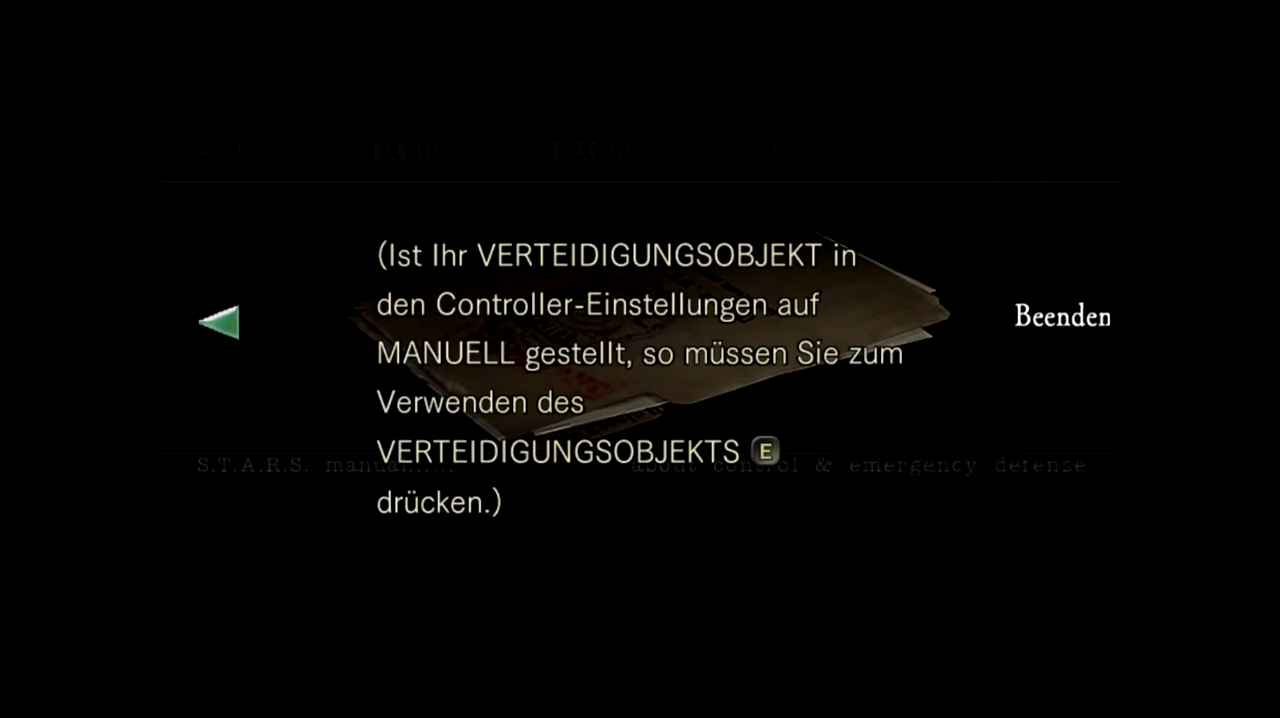 (Ist Ihr VERTEIDIGUNGSOBJEKT in
den Controller-Einstellungen auf
MANUELL gestellt, so müssen Sie zum
Verwenden des
VERTEIDIGUNGSOBJEKTS E
drücken.)
Beenden
S.T.A.R.S. manual...... about control & emergency defense